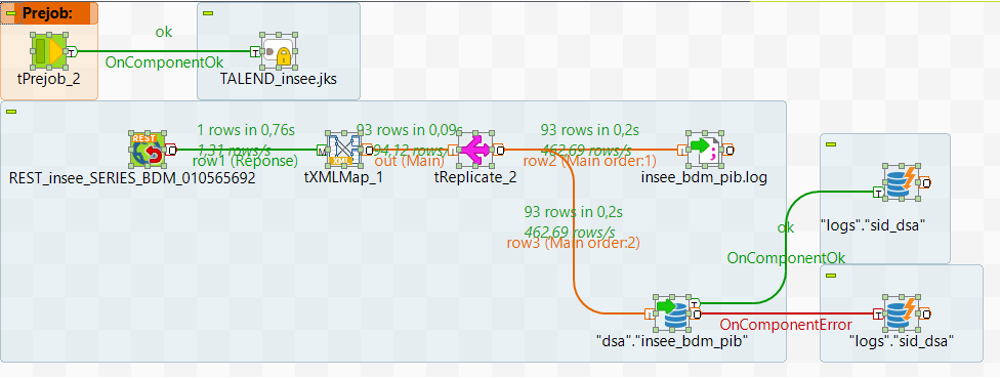 Prejob:
ok
OnComponentOk
tPrejob_2
TALEND_insee.jks
REST
1 rows in 0,76s
1,31 rows/s
row1 (Reponse)
REST_insee_SERIES_BDM_010565692
XML
tXMLMap_1
93 rows in 0,09s
out (Main)
tReplicate_2
93 rows in 0,2s
462,69 rows/s
row2 (Main order:1)
insee_bdm_pib.log
93 rows in 0,2s
462,69 rows/s
row3 (Main order:2)
"dsa"."insee_bdm_pib"
ok
OnComponentOk
"logs"."sid_dsa"
OnComponentError
"logs"."sid_dsa"